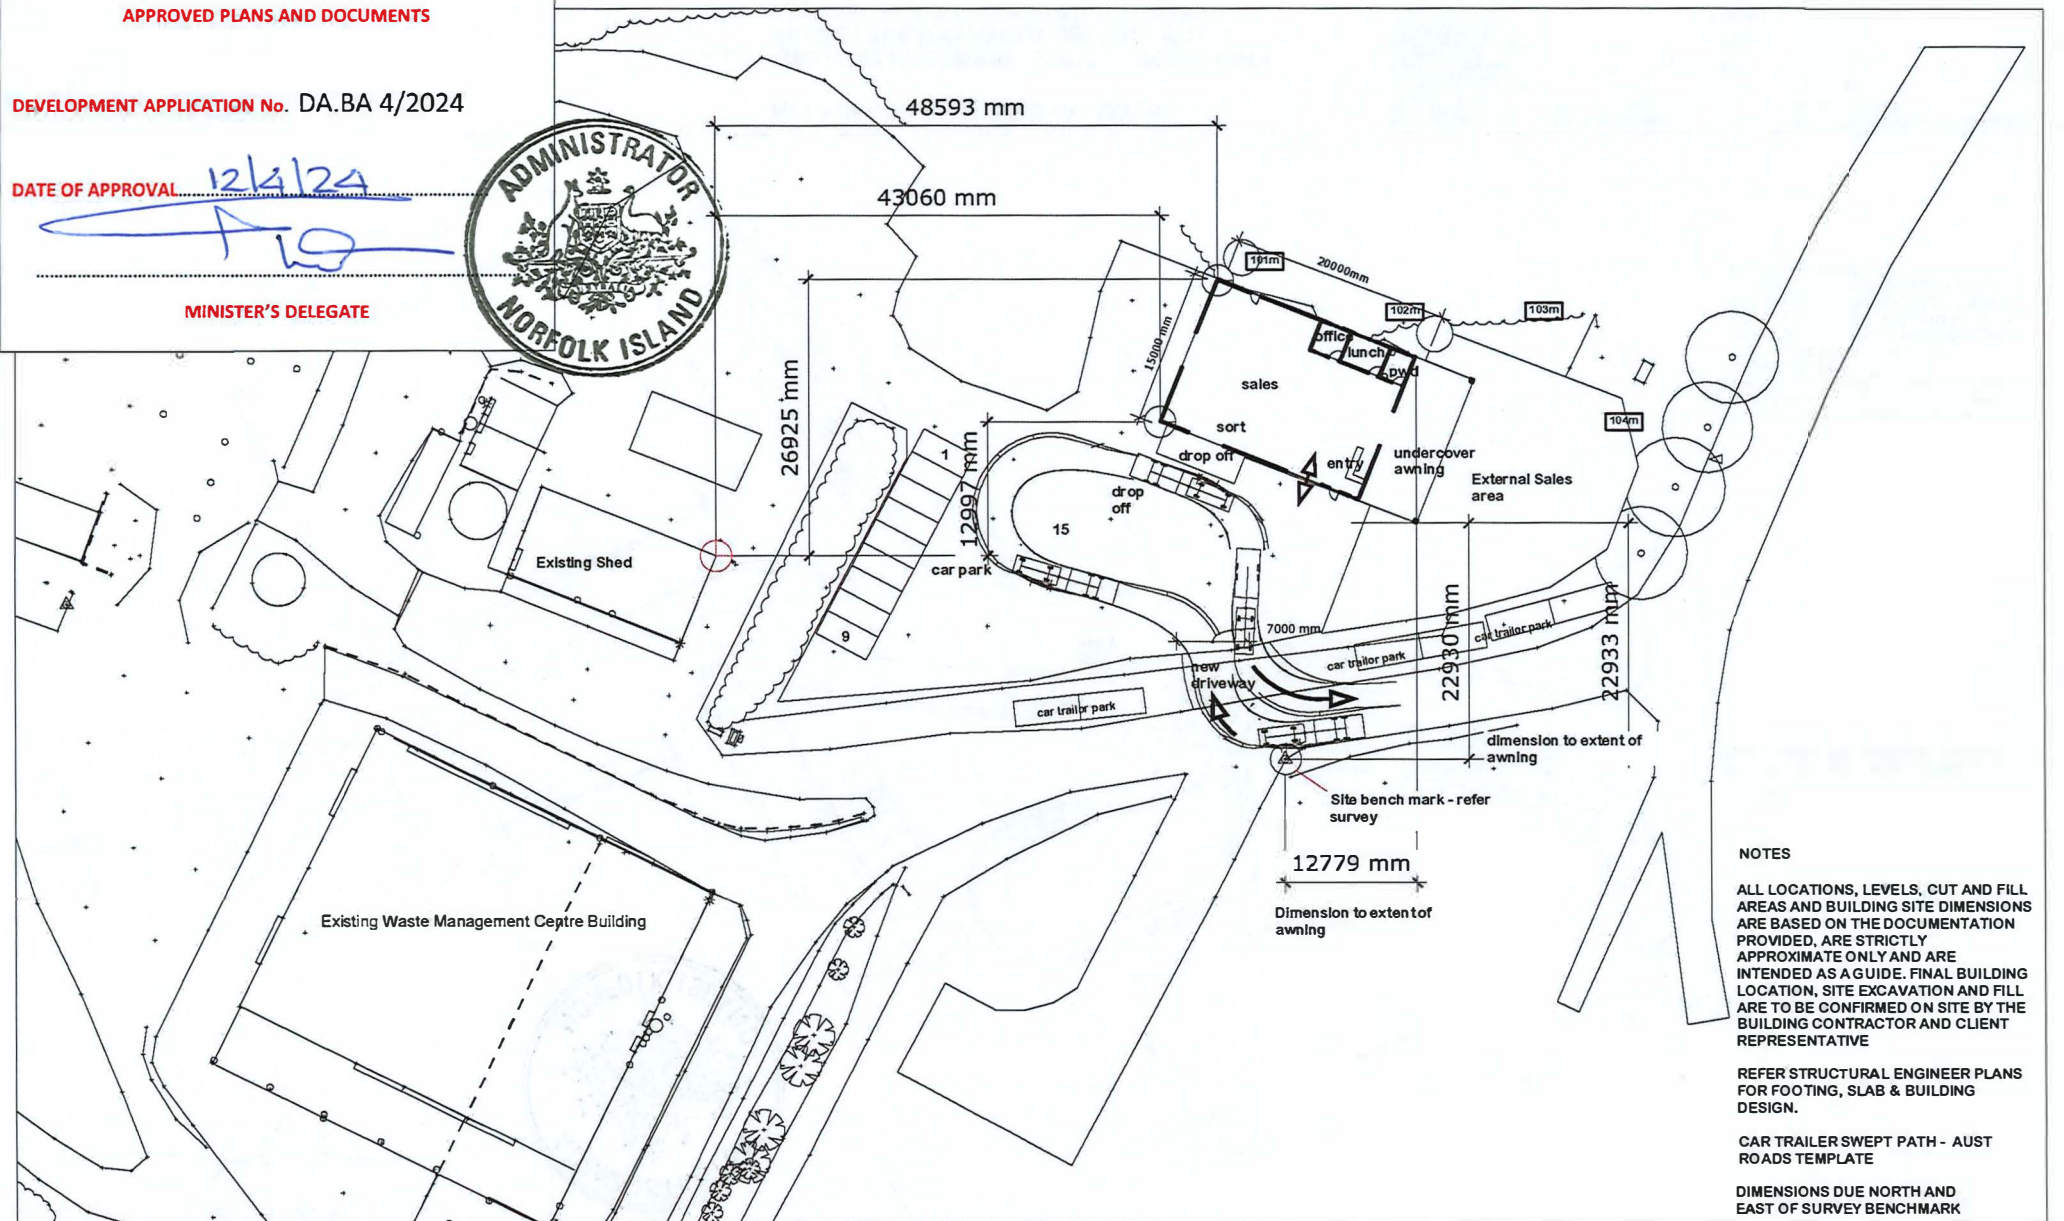 APPROVED PLANS AND DOCUMENTS
DEVELOPMENT APPLICATION No. DA.BA 4/2024
DATE OF APPROVAL 12/4/24
MINISTER'S DELEGATE
ADMINISTRATOR
NORFOLK ISLAND
48593 mm
43060 mm
26925 mm
12997 mm
15000 mm
20000mm
101m
102m
103m
104m
office
lunch
pwd
sales
sort
drop off
entry
undercover
awning
External Sales
area
drop
off
15
1
9
car park
Existing Shed
7000 mm
new
driveway
car trailor park
car trailor park
car trailor park
22930 mm
22933 mm
dimension to extent of
awning
Site bench mark - refer
survey
12779 mm
Dimension to extent of
awning
Existing Waste Management Centre Building
NOTES
ALL LOCATIONS, LEVELS, CUT AND FILL
AREAS AND BUILDING SITE DIMENSIONS
ARE BASED ON THE DOCUMENTATION
PROVIDED, ARE STRICTLY
APPROXIMATE ONLY AND ARE
INTENDED AS A GUIDE. FINAL BUILDING
LOCATION, SITE EXCAVATION AND FILL
ARE TO BE CONFIRMED ON SITE BY THE
BUILDING CONTRACTOR AND CLIENT
REPRESENTATIVE
REFER STRUCTURAL ENGINEER PLANS
FOR FOOTING, SLAB & BUILDING
DESIGN.
CAR TRAILER SWEPT PATH - AUST
ROADS TEMPLATE
DIMENSIONS DUE NORTH AND
EAST OF SURVEY BENCHMARK